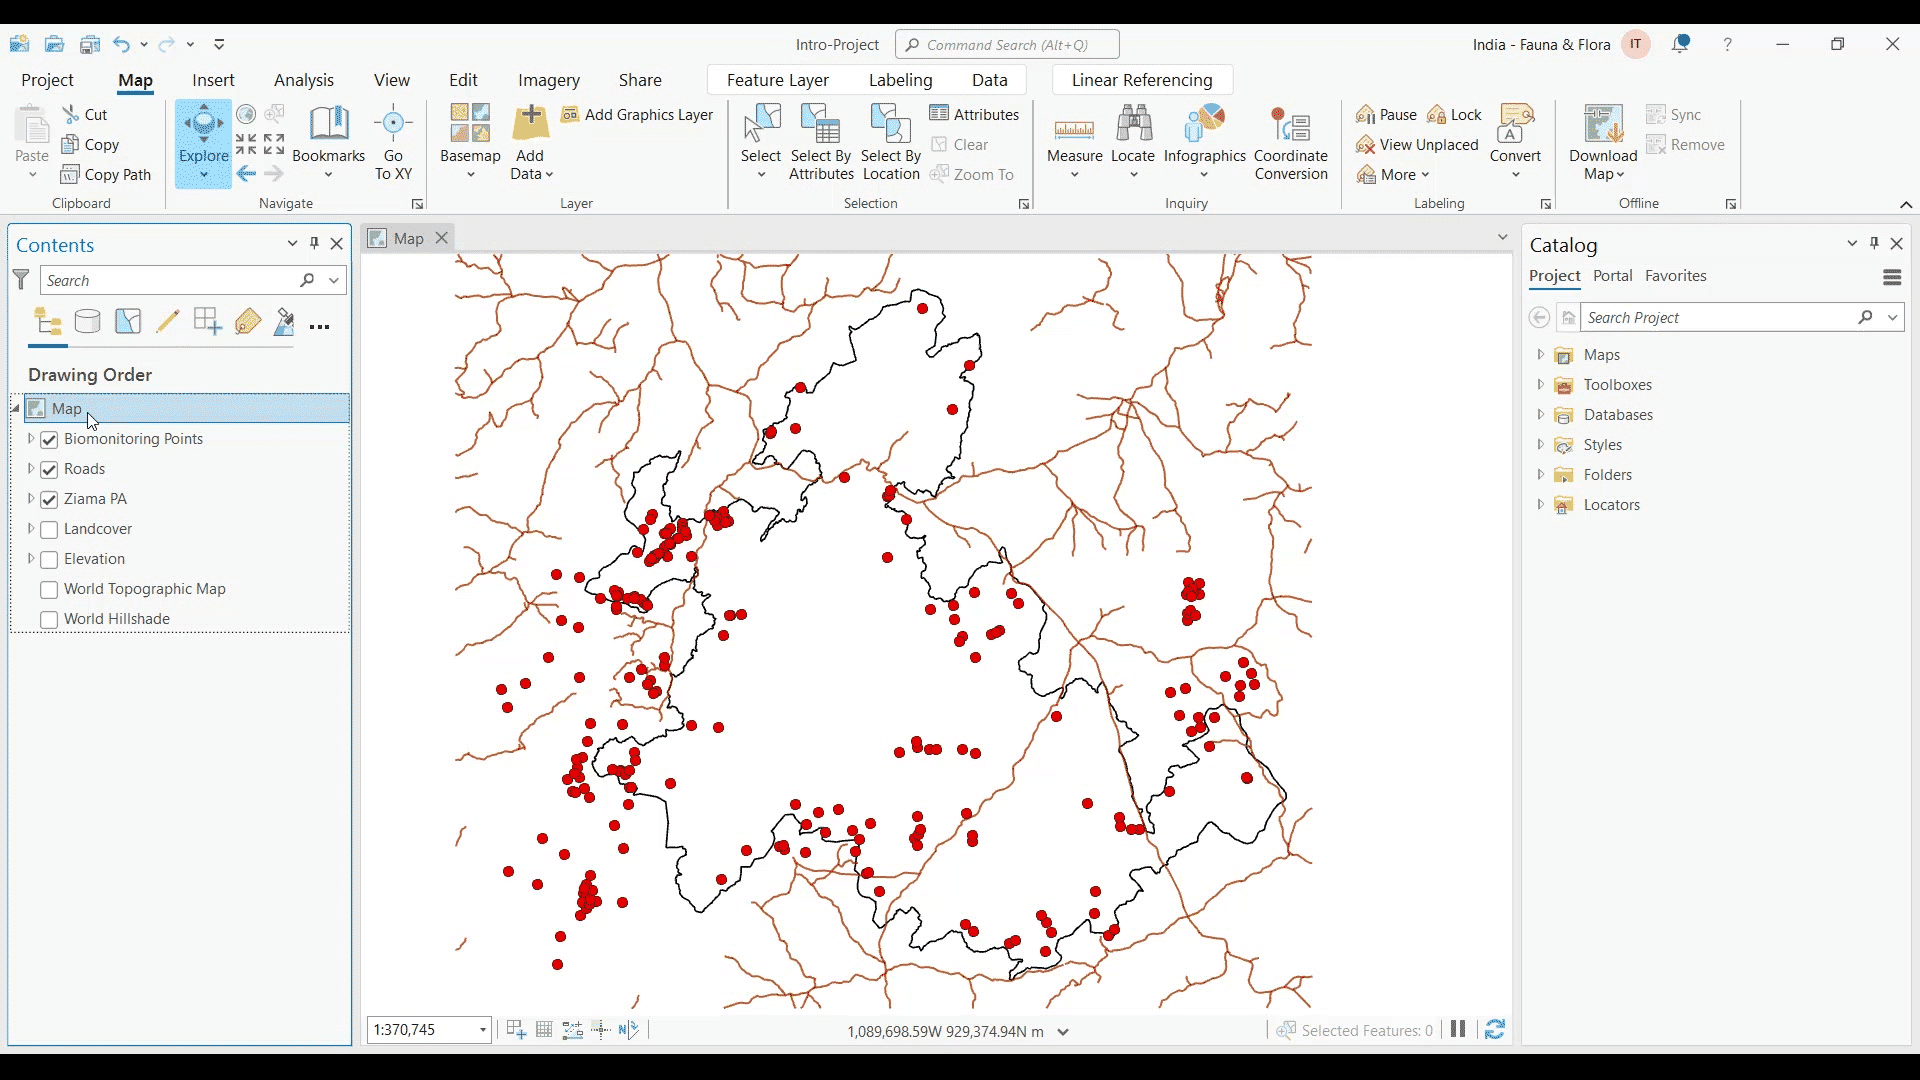 Intro-Project
Command Search (Alt+Q)
India - Fauna & Flora
IT
?
Project
Map
Insert
Analysis
View
Edit
Imagery
Share
Feature Layer
Labeling
Data
Linear Referencing
Paste
Cut
Copy
Copy Path
Clipboard
Explore
Bookmarks
Go
To XY
Navigate
Basemap
Add
Data
Add Graphics Layer
Layer
Select
Select By
Attributes
Select By
Location
Attributes
Clear
Zoom To
Selection
Measure
Locate
Infographics
Coordinate
Conversion
Inquiry
Pause
Lock
View Unplaced
More
Convert
A
Labeling
Download
Map
Sync
Remove
Offline
Contents
Search
Drawing Order
Map
Biomonitoring Points
Roads
Ziama PA
Landcover
Elevation
World Topographic Map
World Hillshade
Map
1:370,745
N
1,089,698.59W 929,374.94N m
Selected Features: 0
Catalog
Project
Portal
Favorites
Search Project
Maps
Toolboxes
Databases
Styles
Folders
Locators